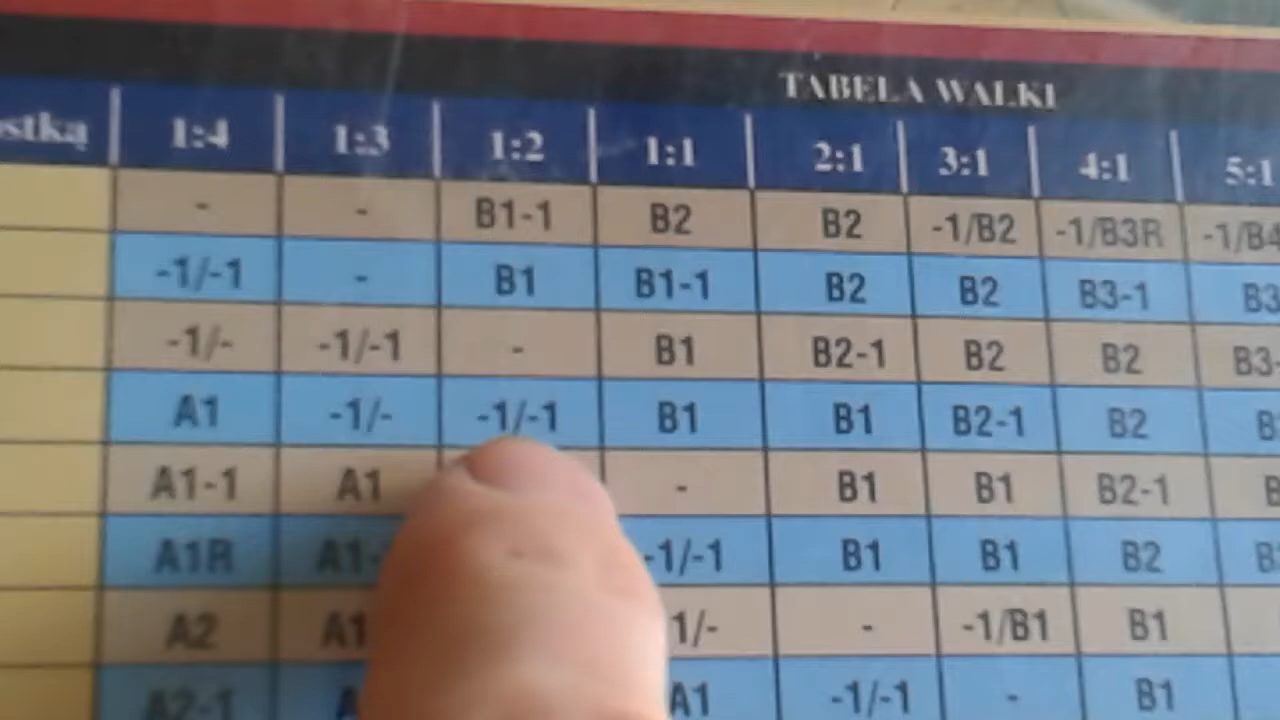 TABELA WALKI
1:4 1:3 1:2 1:1 2:1 3:1 4:1
- - B1-1 B2 B2 -1/B2 -1/B3R
-1/-1 - B1 B1-1 B2 B2 B3-1
-1/- -1/-1 - B1 B2-1 B2 B2
A1 -1/- -1/-1 B1 B1 B2-1 B2
A1-1 A1 - B1 B1 B2-1
A1R -1/-1 B1 B1 B2
A2 - -1/B1 B1
A2-1 A1 -1/-1 - B1